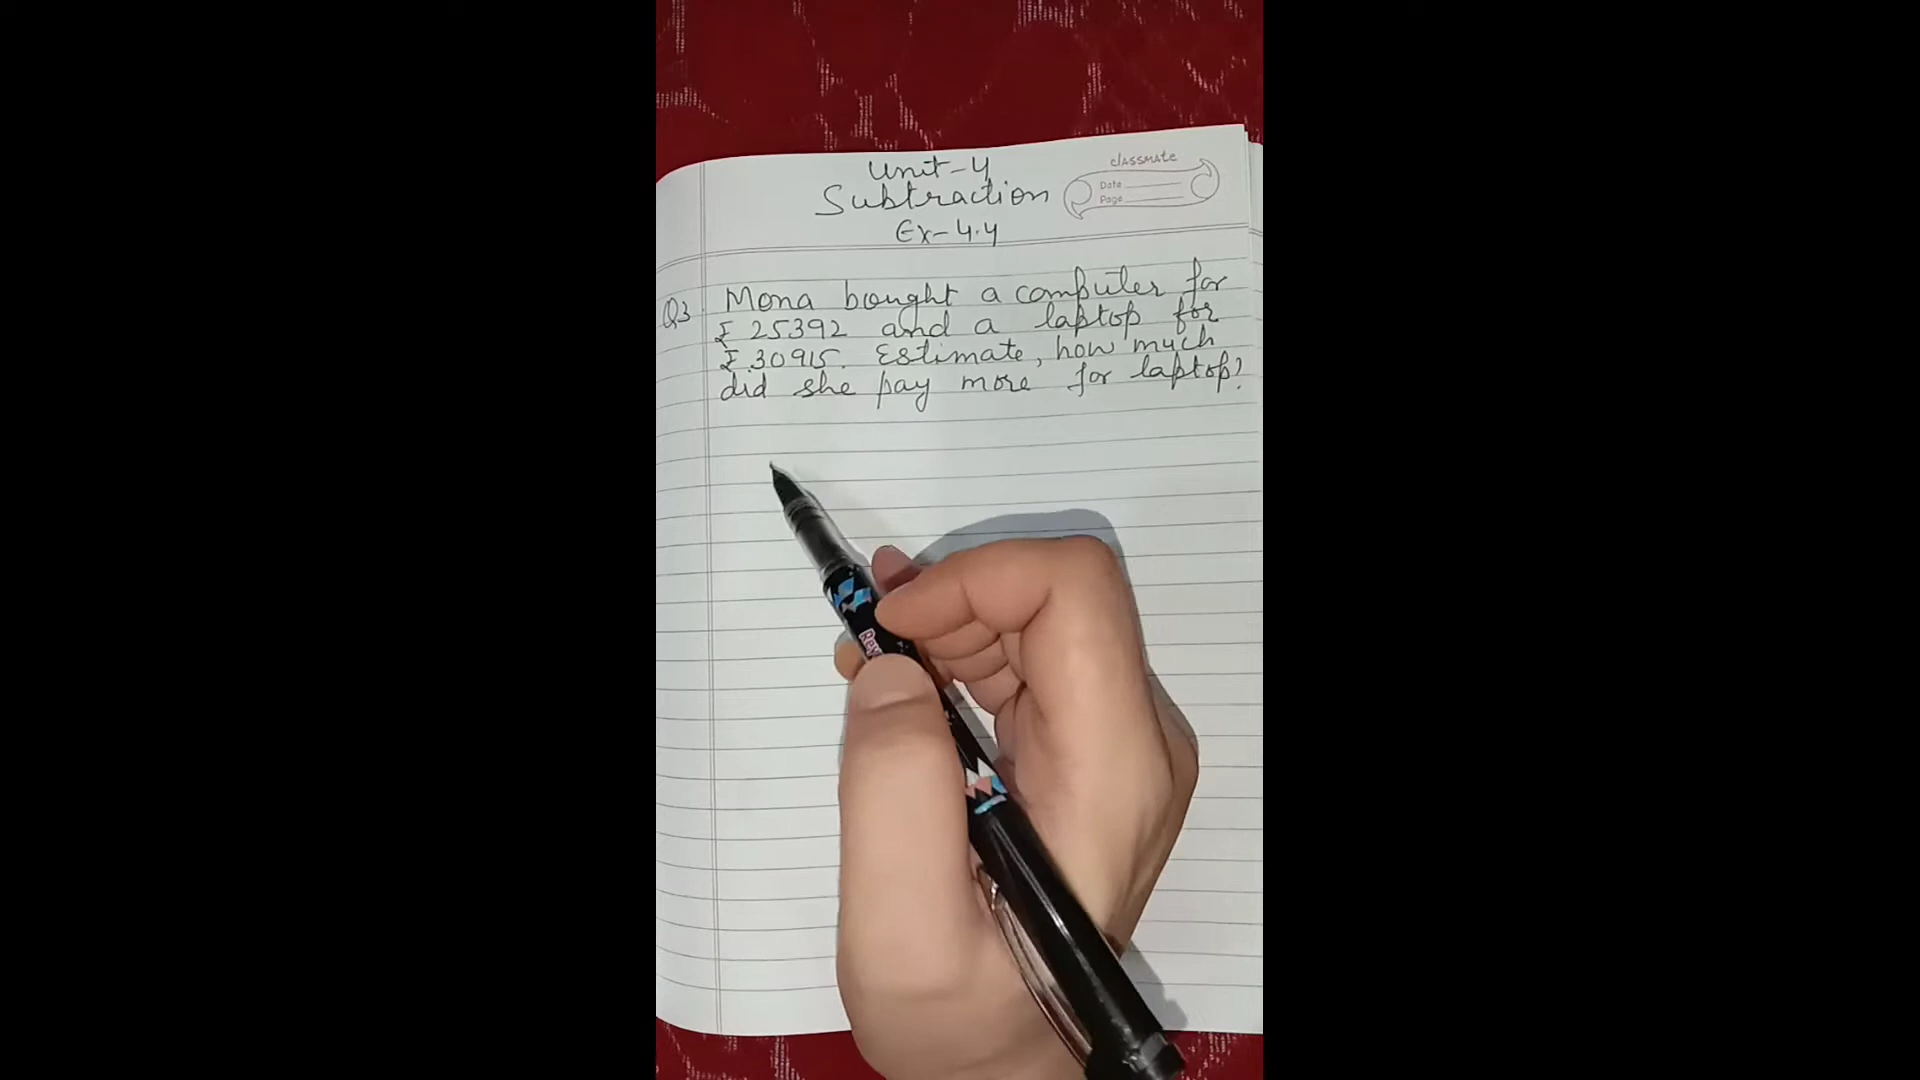 Unit-4
Subtraction
Ex-4.4
classmate
Date
Page
Q3. Mona bought a computer for
₹ 25392 and a laptop for
₹ 30915. Estimate, how much
did she pay more for laptop?